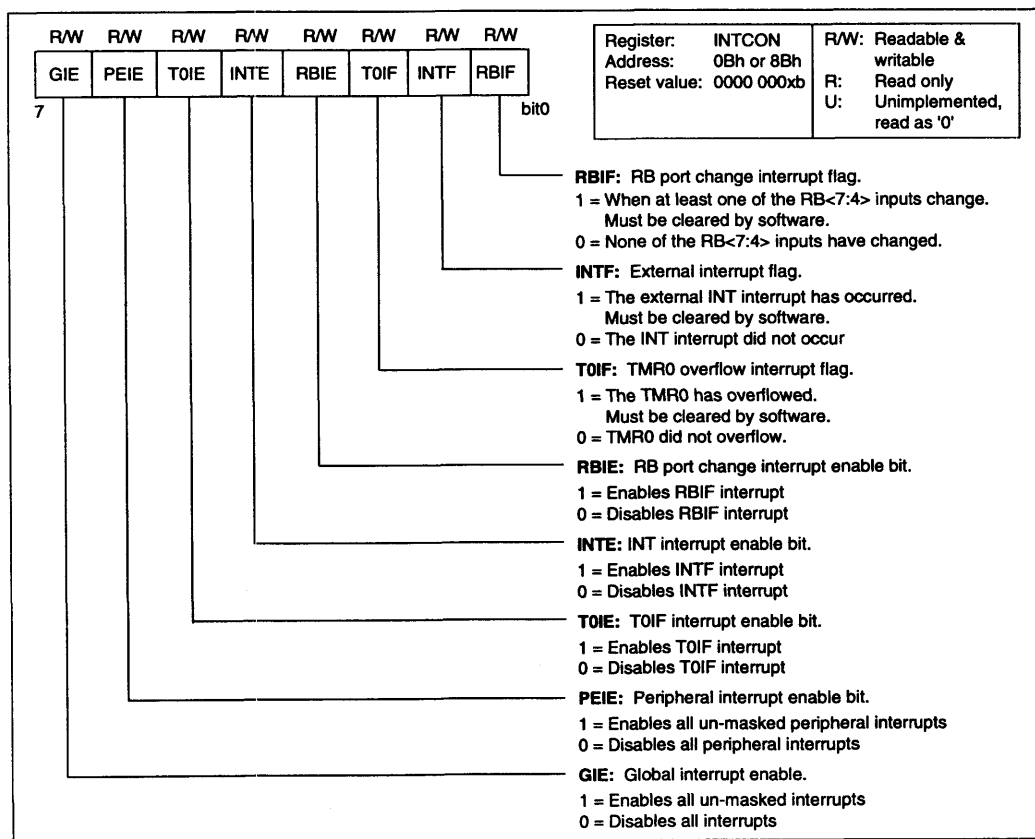 R/W R/W R/W R/W R/W R/W R/W R/W
GIE PEIE T0IE INTE RBIE T0IF INTF RBIF
7 bit0
Register: INTCON
Address: 0Bh or 8Bh
Reset value: 0000 000xb
R/W: Readable &
writable
R: Read only
U: Unimplemented,
read as '0'
RBIF: RB port change interrupt flag.
1 = When at least one of the RB<7:4> inputs change.
Must be cleared by software.
0 = None of the RB<7:4> inputs have changed.
INTF: External interrupt flag.
1 = The external INT interrupt has occurred.
Must be cleared by software.
0 = The INT interrupt did not occur
T0IF: TMR0 overflow interrupt flag.
1 = The TMR0 has overflowed.
Must be cleared by software.
0 = TMR0 did not overflow.
RBIE: RB port change interrupt enable bit.
1 = Enables RBIF interrupt
0 = Disables RBIF interrupt
INTE: INT interrupt enable bit.
1 = Enables INTF interrupt
0 = Disables INTF interrupt
T0IE: T0IF interrupt enable bit.
1 = Enables T0IF interrupt
0 = Disables T0IF interrupt
PEIE: Peripheral interrupt enable bit.
1 = Enables all un-masked peripheral interrupts
0 = Disables all peripheral interrupts
GIE: Global interrupt enable.
1 = Enables all un-masked interrupts
0 = Disables all interrupts